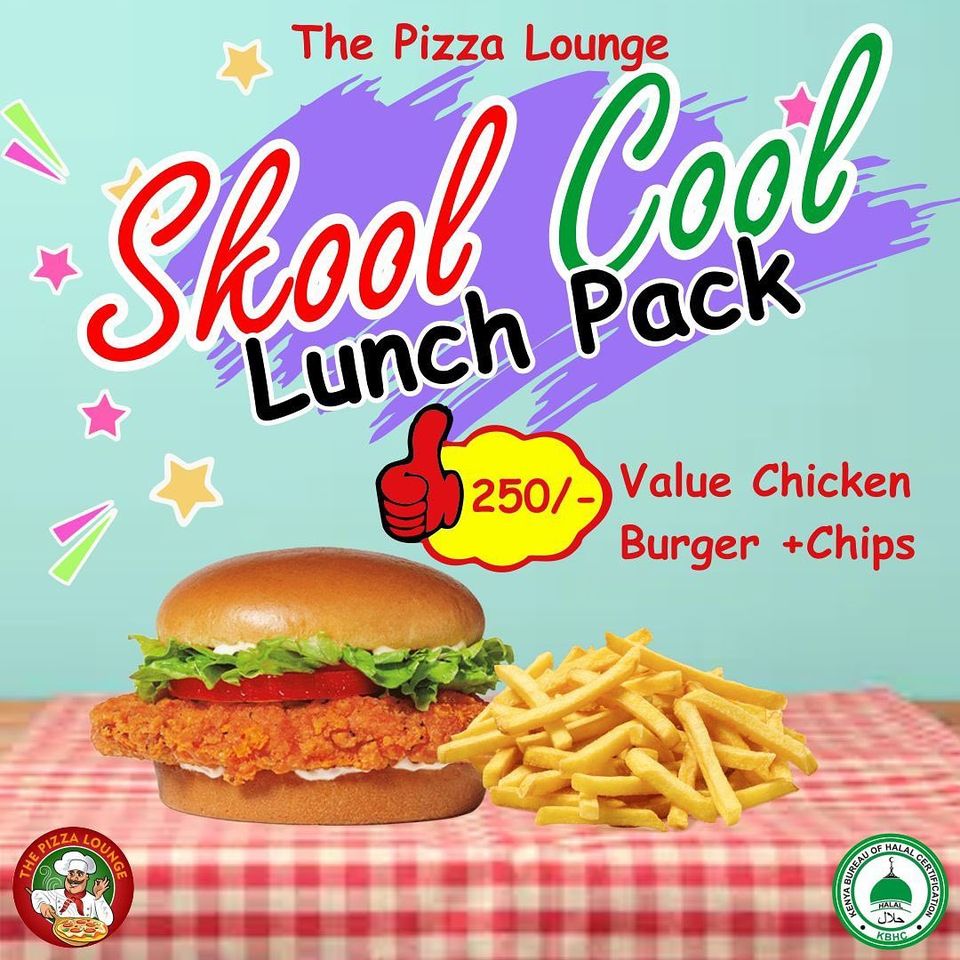 The Pizza Lounge
Skool Cool
Lunch Pack
250/-
Value Chicken
Burger +Chips
THE PIZZA LOUNGE
KENYA BUREAU OF HALAL CERTIFICATION
HALAL
حلال
KBHC